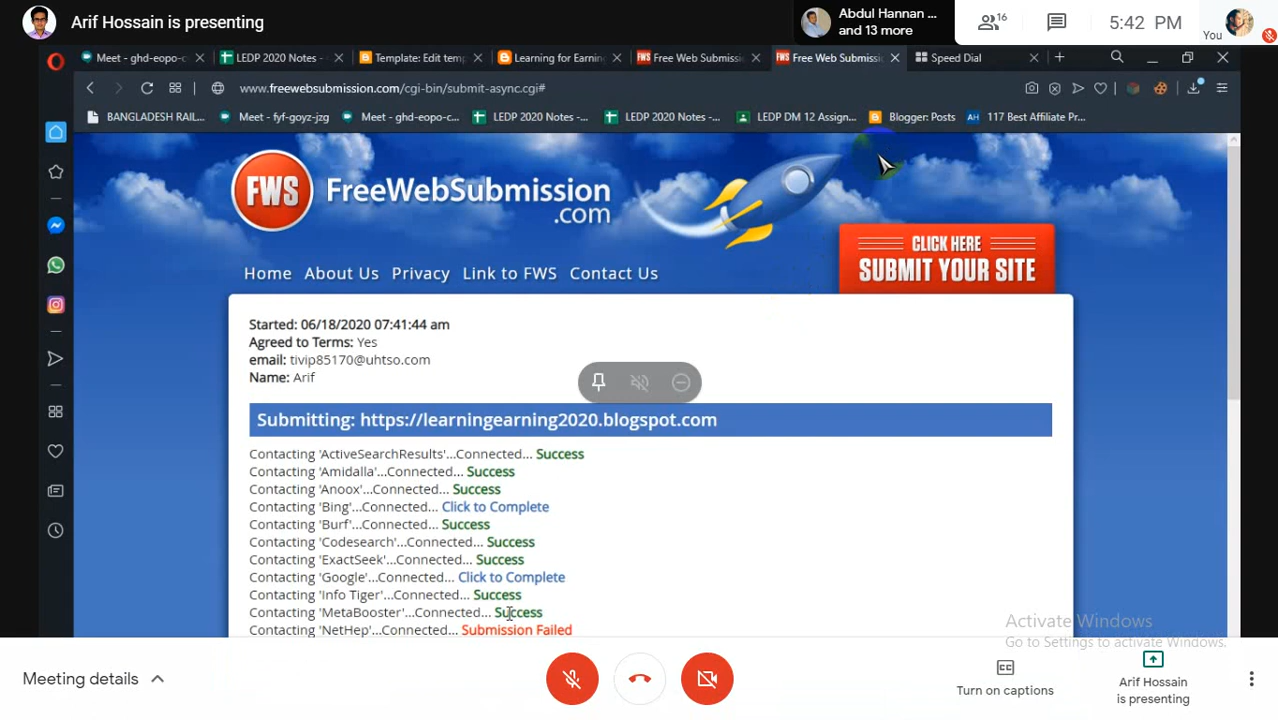 Arif Hossain is presenting
Abdul Hannan ...
and 13 more
16
5:42 PM
You
Meet - ghd-eopo-c
LEDP 2020 Notes -
Template: Edit temp
Learning for Earning
Free Web Submissi
Free Web Submissi
Speed Dial
www.freewebsubmission.com/cgi-bin/submit-async.cgi#
BANGLADESH RAIL...
Meet - fyf-goyz-jzg
Meet - ghd-eopo-c...
LEDP 2020 Notes -...
LEDP 2020 Notes -...
LEDP DM 12 Assign...
Blogger: Posts
AH 117 Best Affiliate Pr...
FWS FreeWebSubmission
.com
CLICK HERE
SUBMIT YOUR SITE
Home About Us Privacy Link to FWS Contact Us
Started: 06/18/2020 07:41:44 am
Agreed to Terms: Yes
email: tivip85170@uhtso.com
Name: Arif
Submitting: https://learningearning2020.blogspot.com
Contacting 'ActiveSearchResults'...Connected... Success
Contacting 'Amidalla'...Connected... Success
Contacting 'Anoox'...Connected... Success
Contacting 'Bing'...Connected... Click to Complete
Contacting 'Burf'...Connected... Success
Contacting 'Codesearch'...Connected... Success
Contacting 'ExactSeek'...Connected... Success
Contacting 'Google'...Connected... Click to Complete
Contacting 'Info Tiger'...Connected... Success
Contacting 'MetaBooster'...Connected... Success
Contacting 'NetHep'...Connected... Submission Failed
Activate Windows
Go to Settings to activate Windows.
Meeting details
Turn on captions
Arif Hossain
is presenting